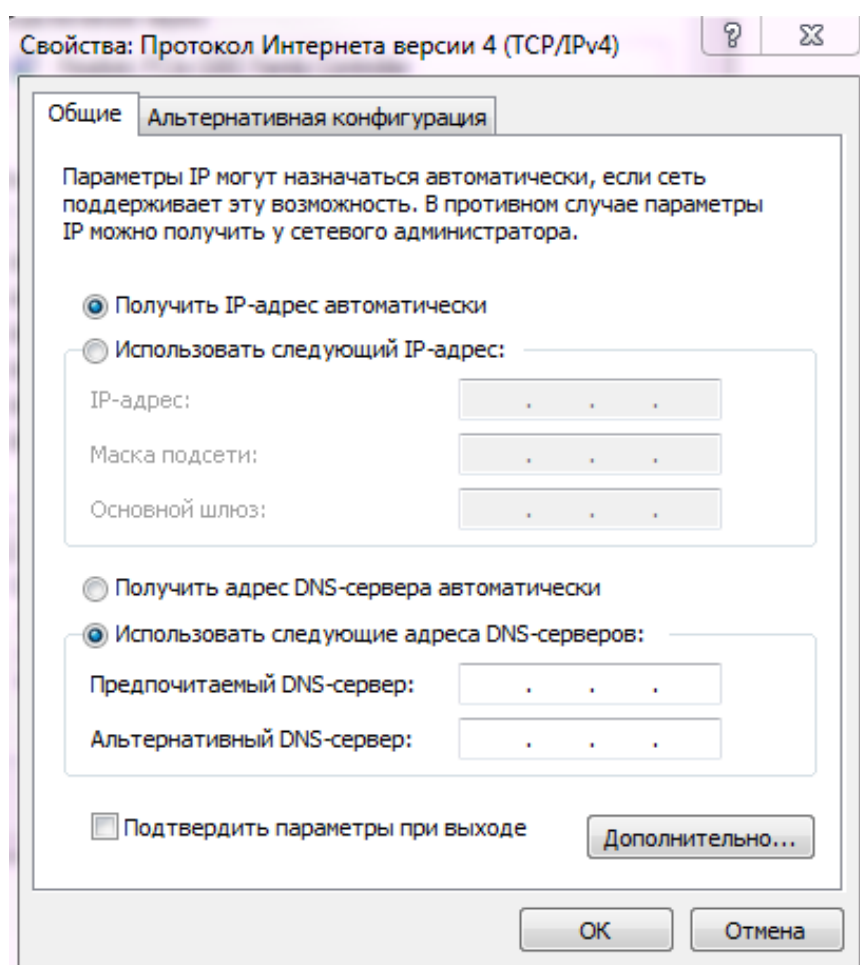 Свойства: Протокол Интернета версии 4 (TCP/IPv4)
Общие
Альтернативная конфигурация
Параметры IP могут назначаться автоматически, если сеть
поддерживает эту возможность. В противном случае параметры
IP можно получить у сетевого администратора.
Получить IP-адрес автоматически
Использовать следующий IP-адрес:
IP-адрес:
Маска подсети:
Основной шлюз:
Получить адрес DNS-сервера автоматически
Использовать следующие адреса DNS-серверов:
Предпочитаемый DNS-сервер:
Альтернативный DNS-сервер:
Подтвердить параметры при выходе
Дополнительно...
ОК
Отмена